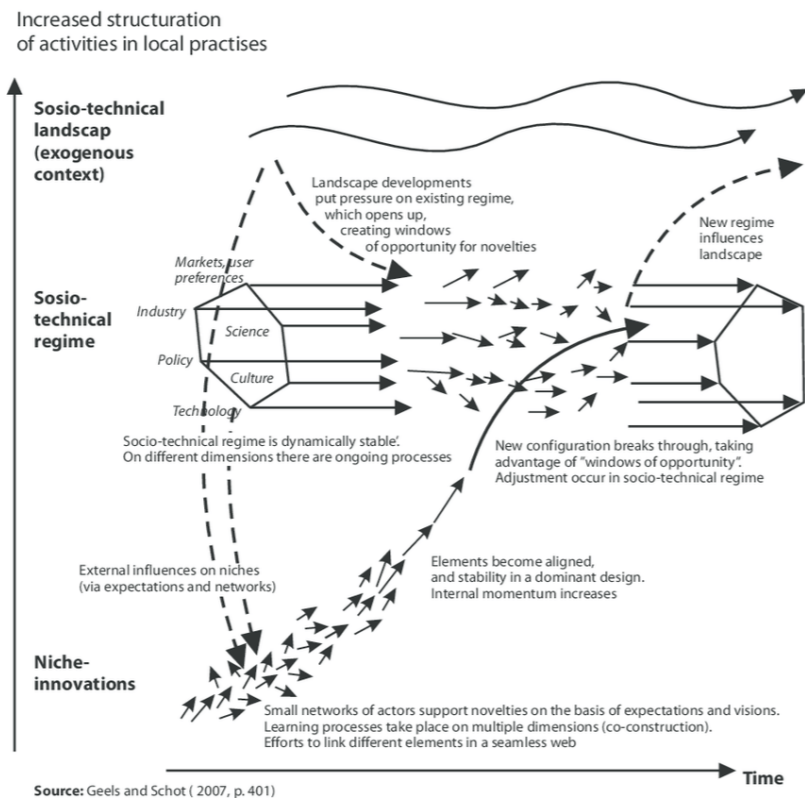 Increased structuration
of activities in local practises
Sosio-technical
landscap
(exogenous
context)
Landscape developments
put pressure on existing regime,
which opens up,
creating windows
of opportunity for novelties
New regime
influences
landscape
Markets, user
preferences
Sosio-
technical
regime
Industry
Science
Policy
Culture
Technology
Socio-technical regime is dynamically stable'.
On different dimensions there are ongoing processes
New configuration breaks through, taking
advantage of "windows of opportunity".
Adjustment occur in socio-technical regime
External influences on niches
(via expectations and networks)
Elements become aligned,
and stability in a dominant design.
Internal momentum increases
Niche-
innovations
Small networks of actors support novelties on the basis of expectations and visions.
Learning processes take place on multiple dimensions (co-construction).
Efforts to link different elements in a seamless web
Time
Source: Geels and Schot ( 2007, p. 401)